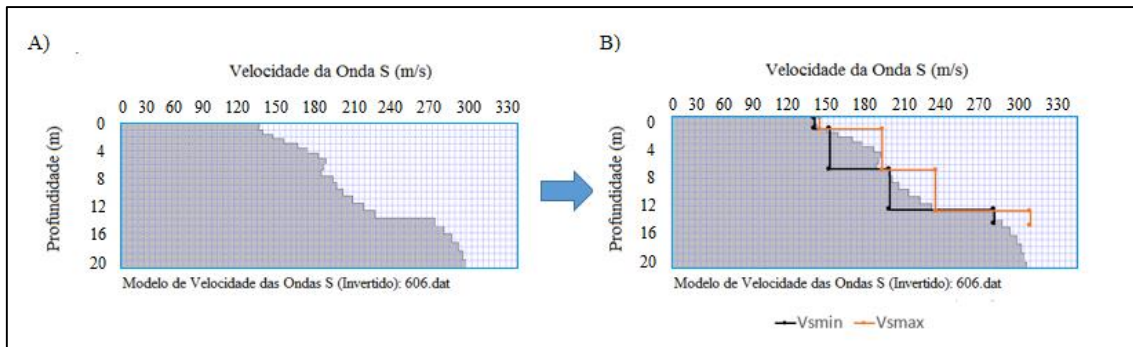 A)
Velocidade da Onda S (m/s)
0 30 60 90 120 150 180 210 240 270 300 330
Profundidade (m)
0
4
8
12
16
20
Modelo de Velocidade das Ondas S (Invertido): 606.dat
B)
Velocidade da Onda S (m/s)
0 30 60 90 120 150 180 210 240 270 300 330
Profundidade (m)
0
4
8
12
16
20
Modelo de Velocidade das Ondas S (Invertido): 606.dat
Vsmin Vsmax